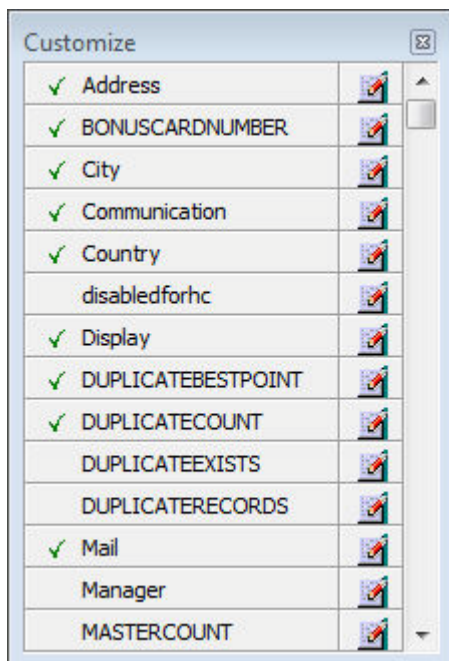 Customize
Address
BONUSCARDNUMBER
City
Communication
Country
disabledforhc
Display
DUPLICATEBESTPOINT
DUPLICATECOUNT
DUPLICATEEXISTS
DUPLICATERECORDS
Mail
Manager
MASTERCOUNT